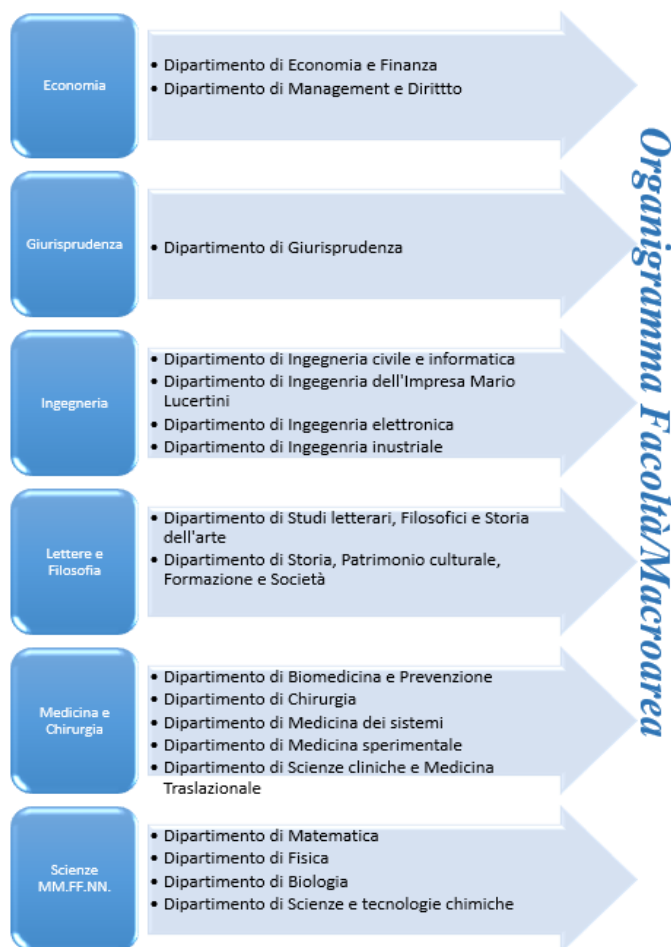 Economia
• Dipartimento di Economia e Finanza
• Dipartimento di Management e Dirittto
Giurisprudenza
• Dipartimento di Giurisprudenza
Ingegneria
• Dipartimento di Ingegneria civile e informatica
• Dipartimento di Ingegenria dell'Impresa Mario
Lucertini
• Dipartimento di Ingegenria elettronica
• Dipartimento di Ingegenria inustriale
Lettere e
Filosofia
• Dipartimento di Studi letterari, Filosofici e Storia
dell'arte
• Dipartimento di Storia, Patrimonio culturale,
Formazione e Società
Medicina e
Chirurgia
• Dipartimento di Biomedicina e Prevenzione
• Dipartimento di Chirurgia
• Dipartimento di Medicina dei sistemi
• Dipartimento di Medicina sperimentale
• Dipartimento di Scienze cliniche e Medicina
Traslazionale
Scienze
MM.FF.NN.
• Dipartimento di Matematica
• Dipartimento di Fisica
• Dipartimento di Biologia
• Dipartimento di Scienze e tecnologie chimiche
Organigramma Facoltà/Macroarea